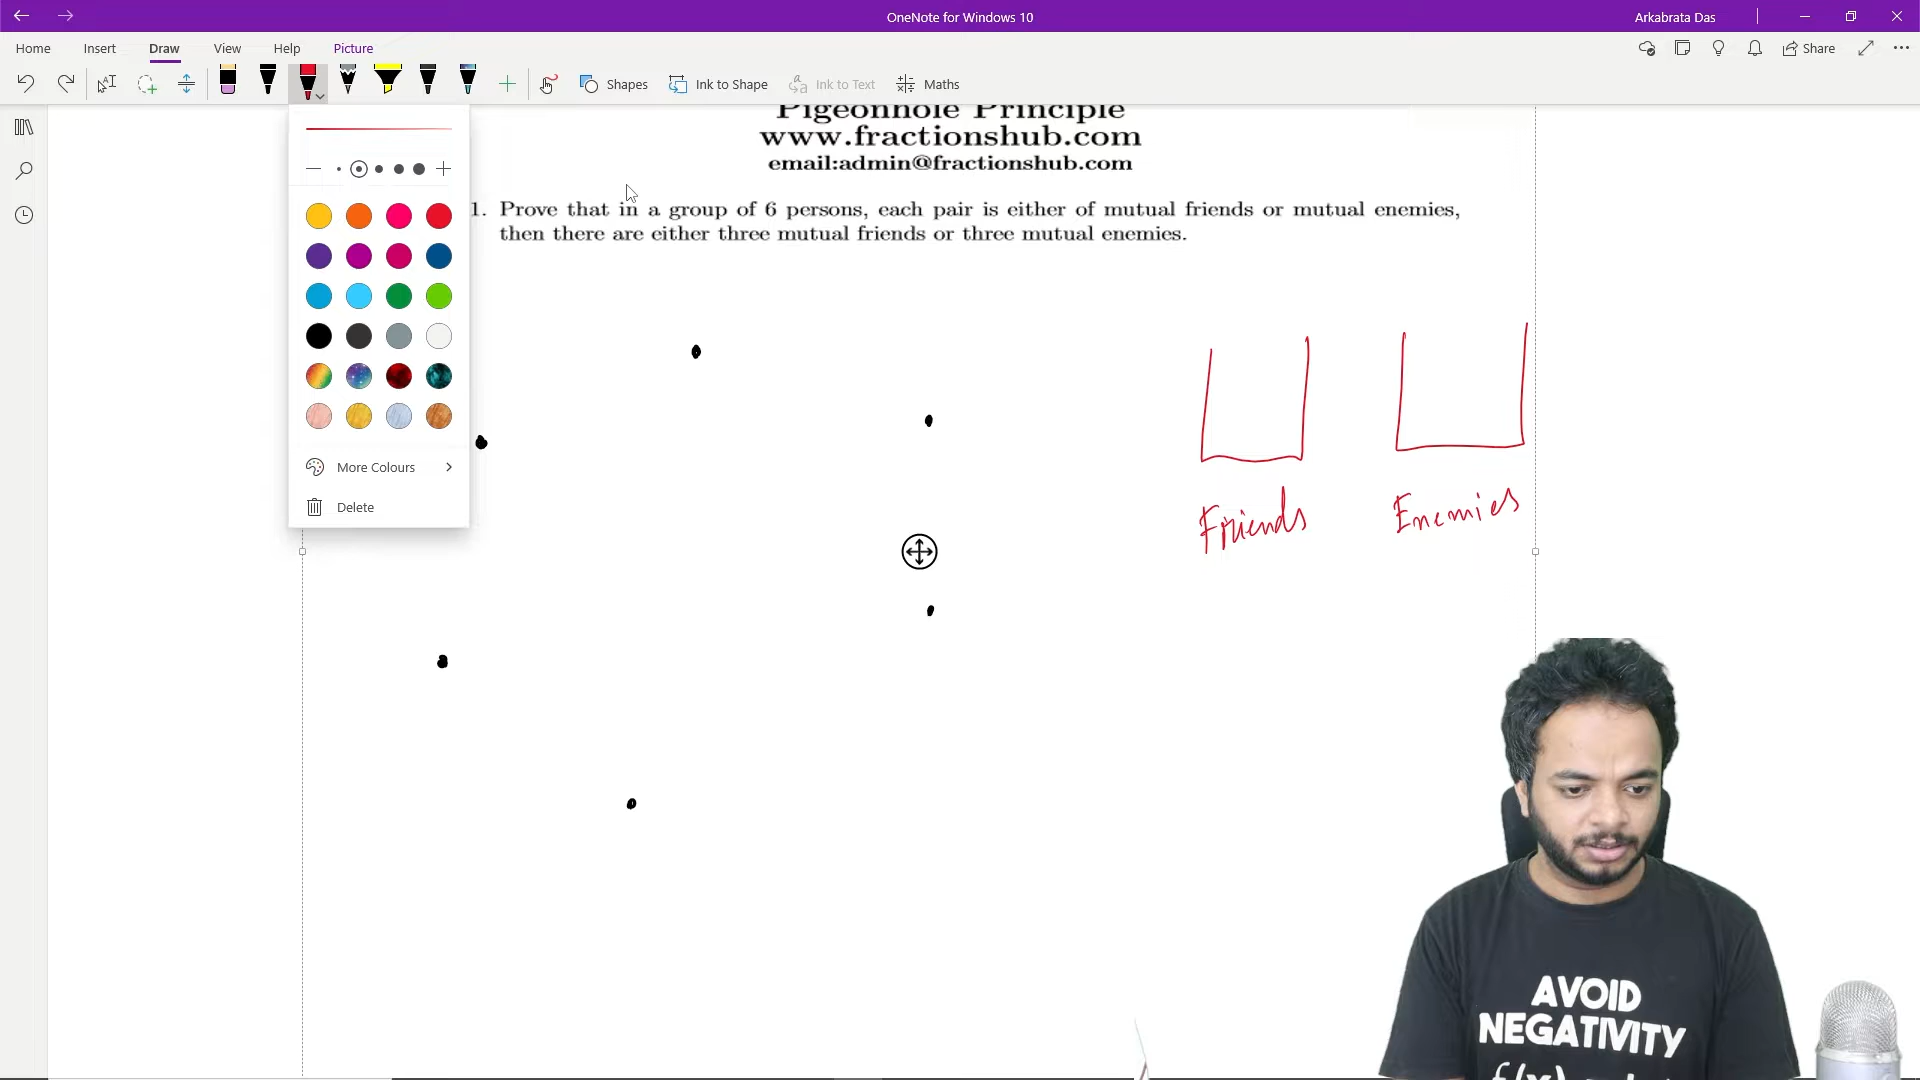 OneNote for Windows 10
Arkabrata Das
Home Insert Draw View Help Picture
Share
Shapes Ink to Shape Ink to Text Maths
Pigeonhole Principle
www.fractionshub.com
email:admin@fractionshub.com
1. Prove that in a group of 6 persons, each pair is either of mutual friends or mutual enemies,
then there are either three mutual friends or three mutual enemies.
More Colours
Delete
Friends
Enemies
AVOID
NEGATIVITY